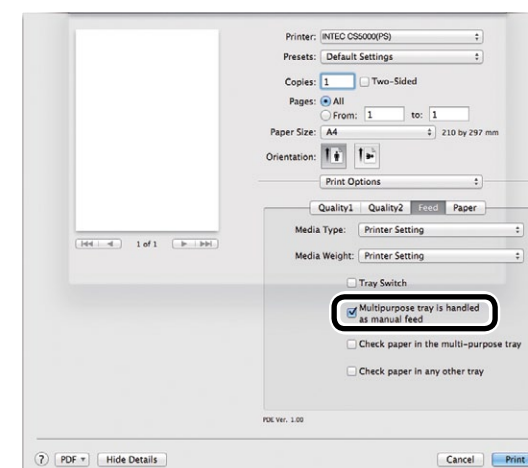 Printer: INTEC CS5000(PS)
Presets: Default Settings
Copies: 1 Two-Sided
Pages: All
From: 1 to: 1
Paper Size: A4 210 by 297 mm
Orientation:
Print Options
Quality1 Quality2 Feed Paper
Media Type: Printer Setting
1 of 1
Media Weight: Printer Setting
Tray Switch
Multipurpose tray is handled
as manual feed
Check paper in the multi-purpose tray
Check paper in any other tray
PDE Ver. 1.00
? PDF Hide Details Cancel Print